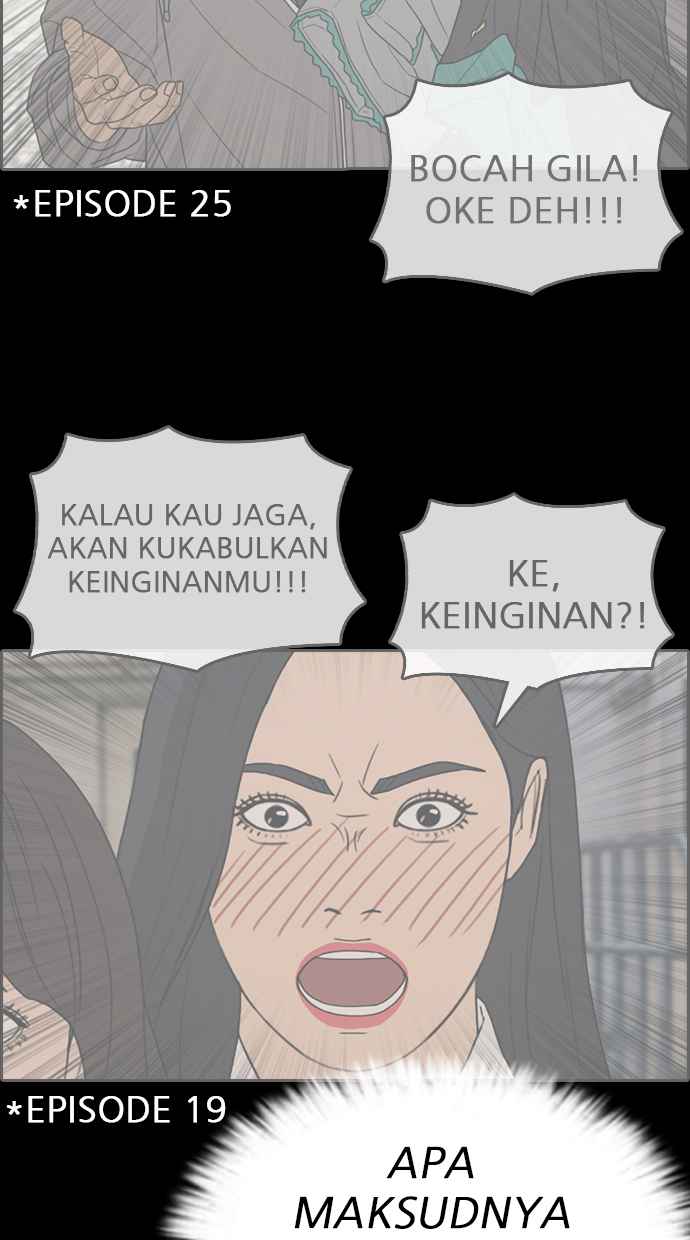 BOCAH GILA!
OKE DEH!!!
*EPISODE 25
KALAU KAU JAGA,
AKAN KUKABULKAN
KEINGINANMU!!!
KE,
KEINGINAN?!
*EPISODE 19
APA
MAKSUDNYA